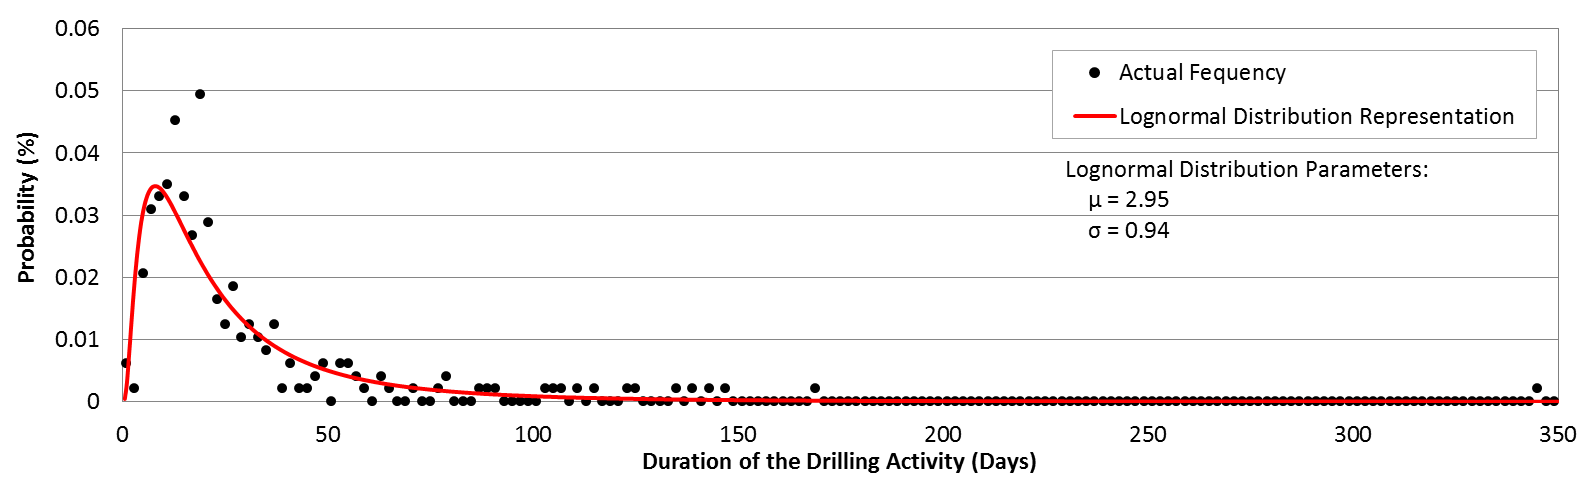 0.06
0.05
0.04
0.03
0.02
0.01
0
Probability (%)
Actual Fequency
Lognormal Distribution Representation
Lognormal Distribution Parameters:
μ = 2.95
σ = 0.94
0 50 100 150 200 250 300 350
Duration of the Drilling Activity (Days)